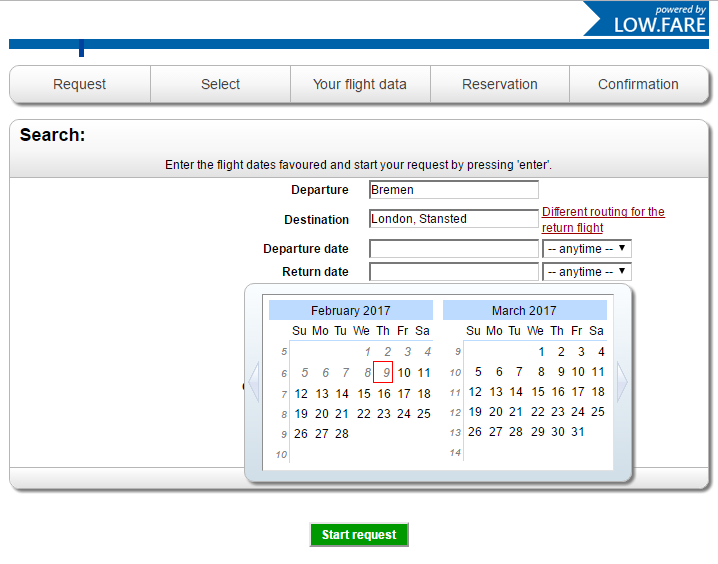 powered by
LOW.FARE
Request Select Your flight data Reservation Confirmation
Search:
Enter the flight dates favoured and start your request by pressing 'enter'.
Departure Bremen
Destination London, Stansted Different routing for the
return flight
Departure date -- anytime --
Return date -- anytime --
February 2017 March 2017
Su Mo Tu We Th Fr Sa Su Mo Tu We Th Fr Sa
5 1 2 3 4 9 1 2 3 4
6 5 6 7 8 9 10 11 10 5 6 7 8 9 10 11
7 12 13 14 15 16 17 18 11 12 13 14 15 16 17 18
8 19 20 21 22 23 24 25 12 19 20 21 22 23 24 25
9 26 27 28 13 26 27 28 29 30 31
10 14
Start request